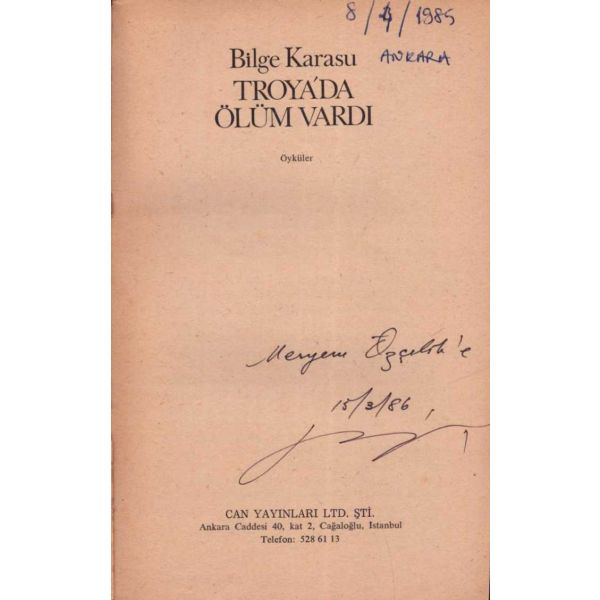 8/4/1985
ANKARA
Bilge Karasu
TROYA'DA
ÖLÜM VARDI
Öyküler
Meryem Özçelik'e
15/3/86
CAN YAYINLARI LTD. ŞTİ.
Ankara Caddesi 40, kat 2, Cağaloğlu, İstanbul
Telefon: 528 61 13